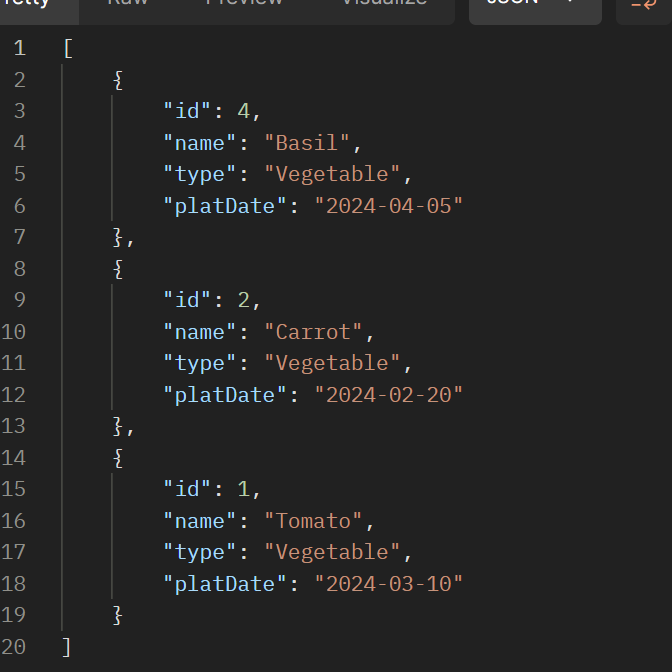 Pretty Raw Preview Visualize JSON
1 [
2 {
3 "id": 4,
4 "name": "Basil",
5 "type": "Vegetable",
6 "platDate": "2024-04-05"
7 },
8 {
9 "id": 2,
10 "name": "Carrot",
11 "type": "Vegetable",
12 "platDate": "2024-02-20"
13 },
14 {
15 "id": 1,
16 "name": "Tomato",
17 "type": "Vegetable",
18 "platDate": "2024-03-10"
19 }
20 ]